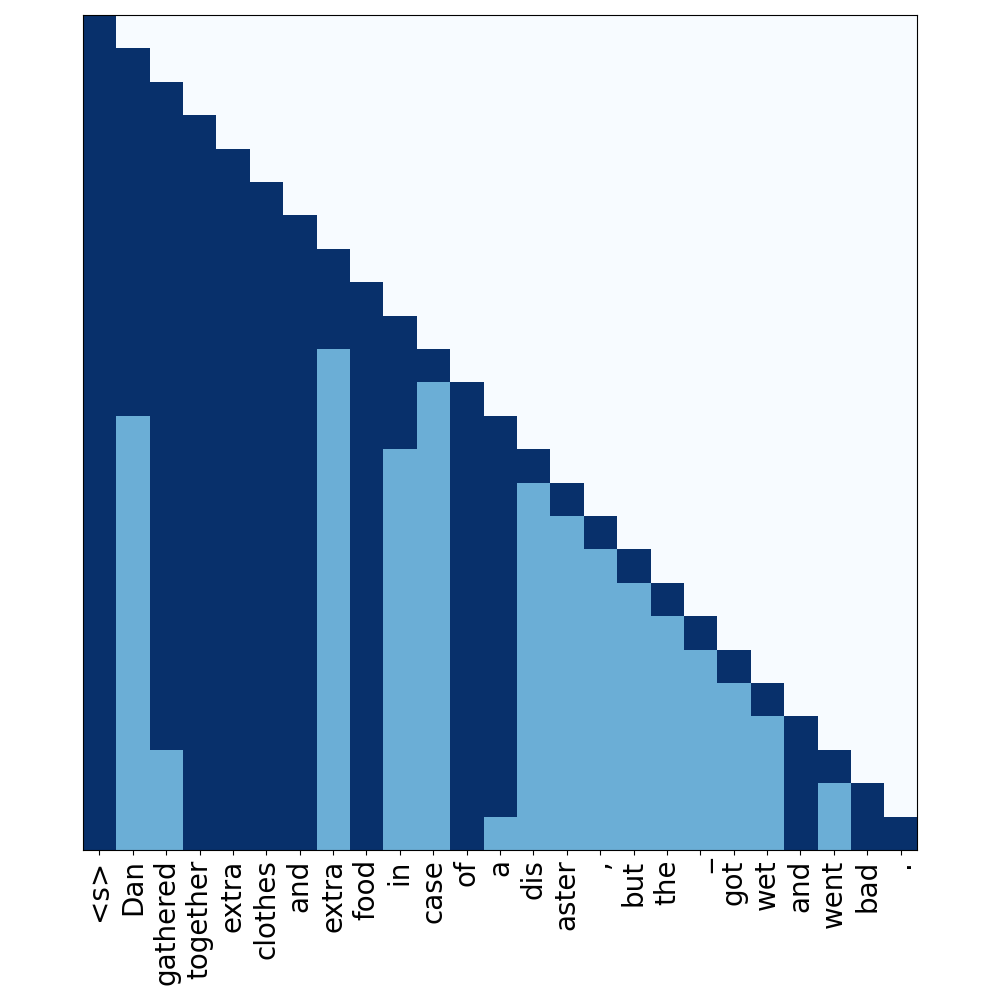 <s>
Dan
gathered
together
extra
clothes
and
extra
food
in
case
of
a
dis
aster
,
but
the
_
got
wet
and
went
bad
.